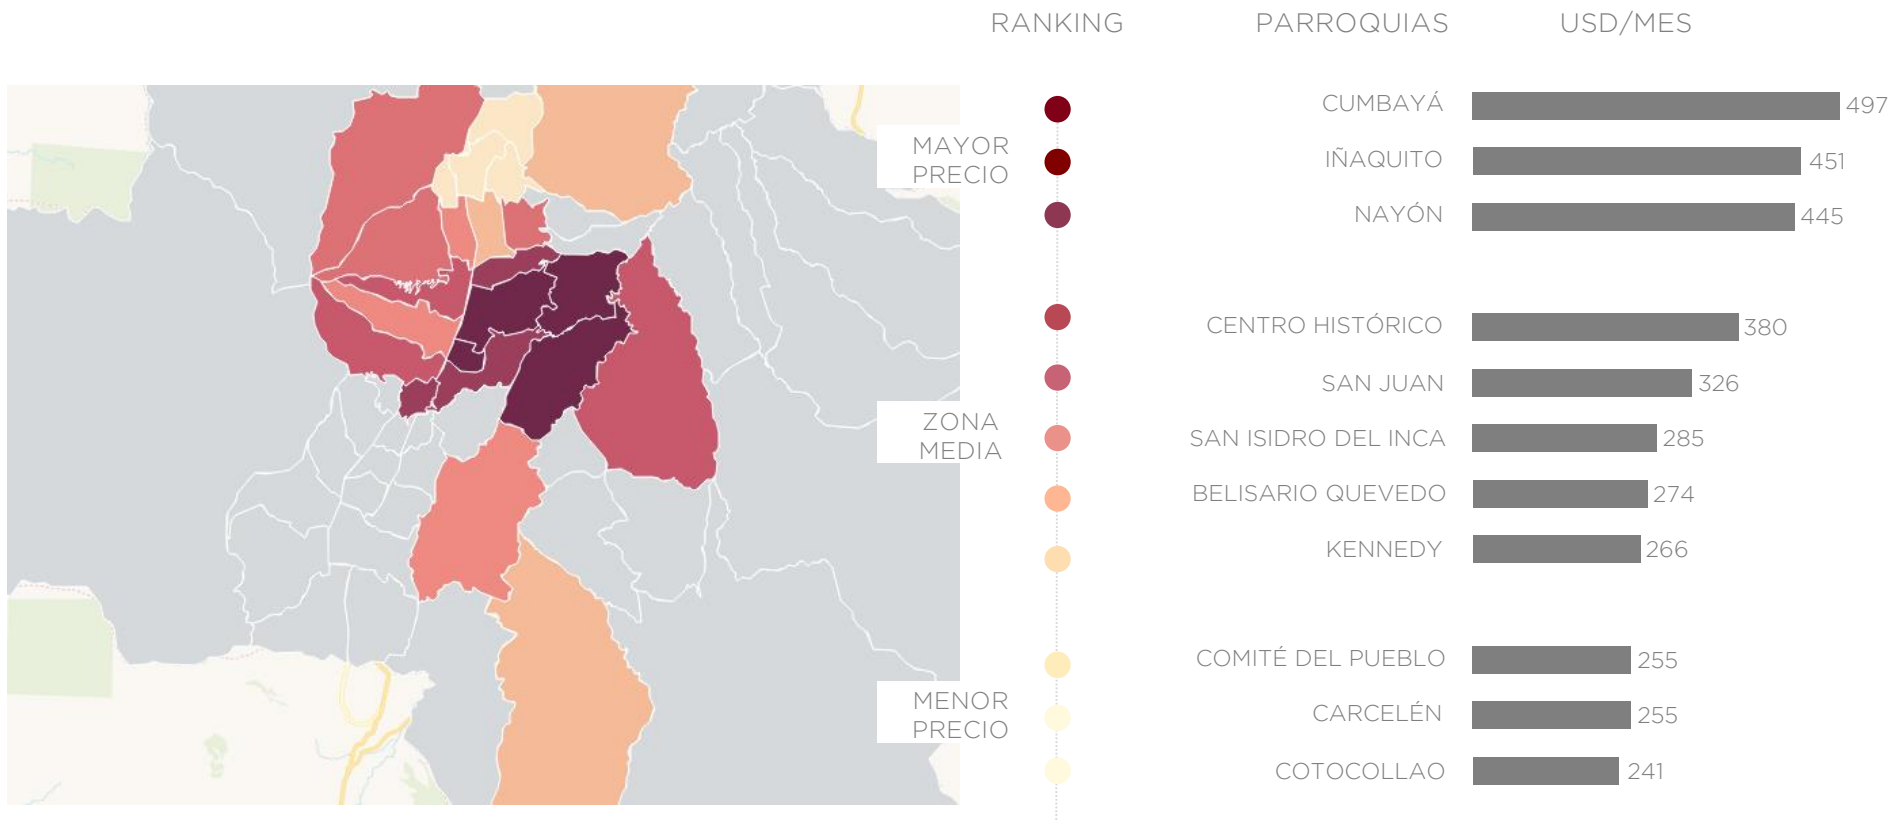 RANKING PARROQUIAS USD/MES
MAYOR
PRECIO
CUMBAYÁ 497
IÑAQUITO 451
NAYÓN 445
ZONA
MEDIA
CENTRO HISTÓRICO 380
SAN JUAN 326
SAN ISIDRO DEL INCA 285
BELISARIO QUEVEDO 274
KENNEDY 266
MENOR
PRECIO
COMITÉ DEL PUEBLO 255
CARCELÉN 255
COTOCOLLAO 241